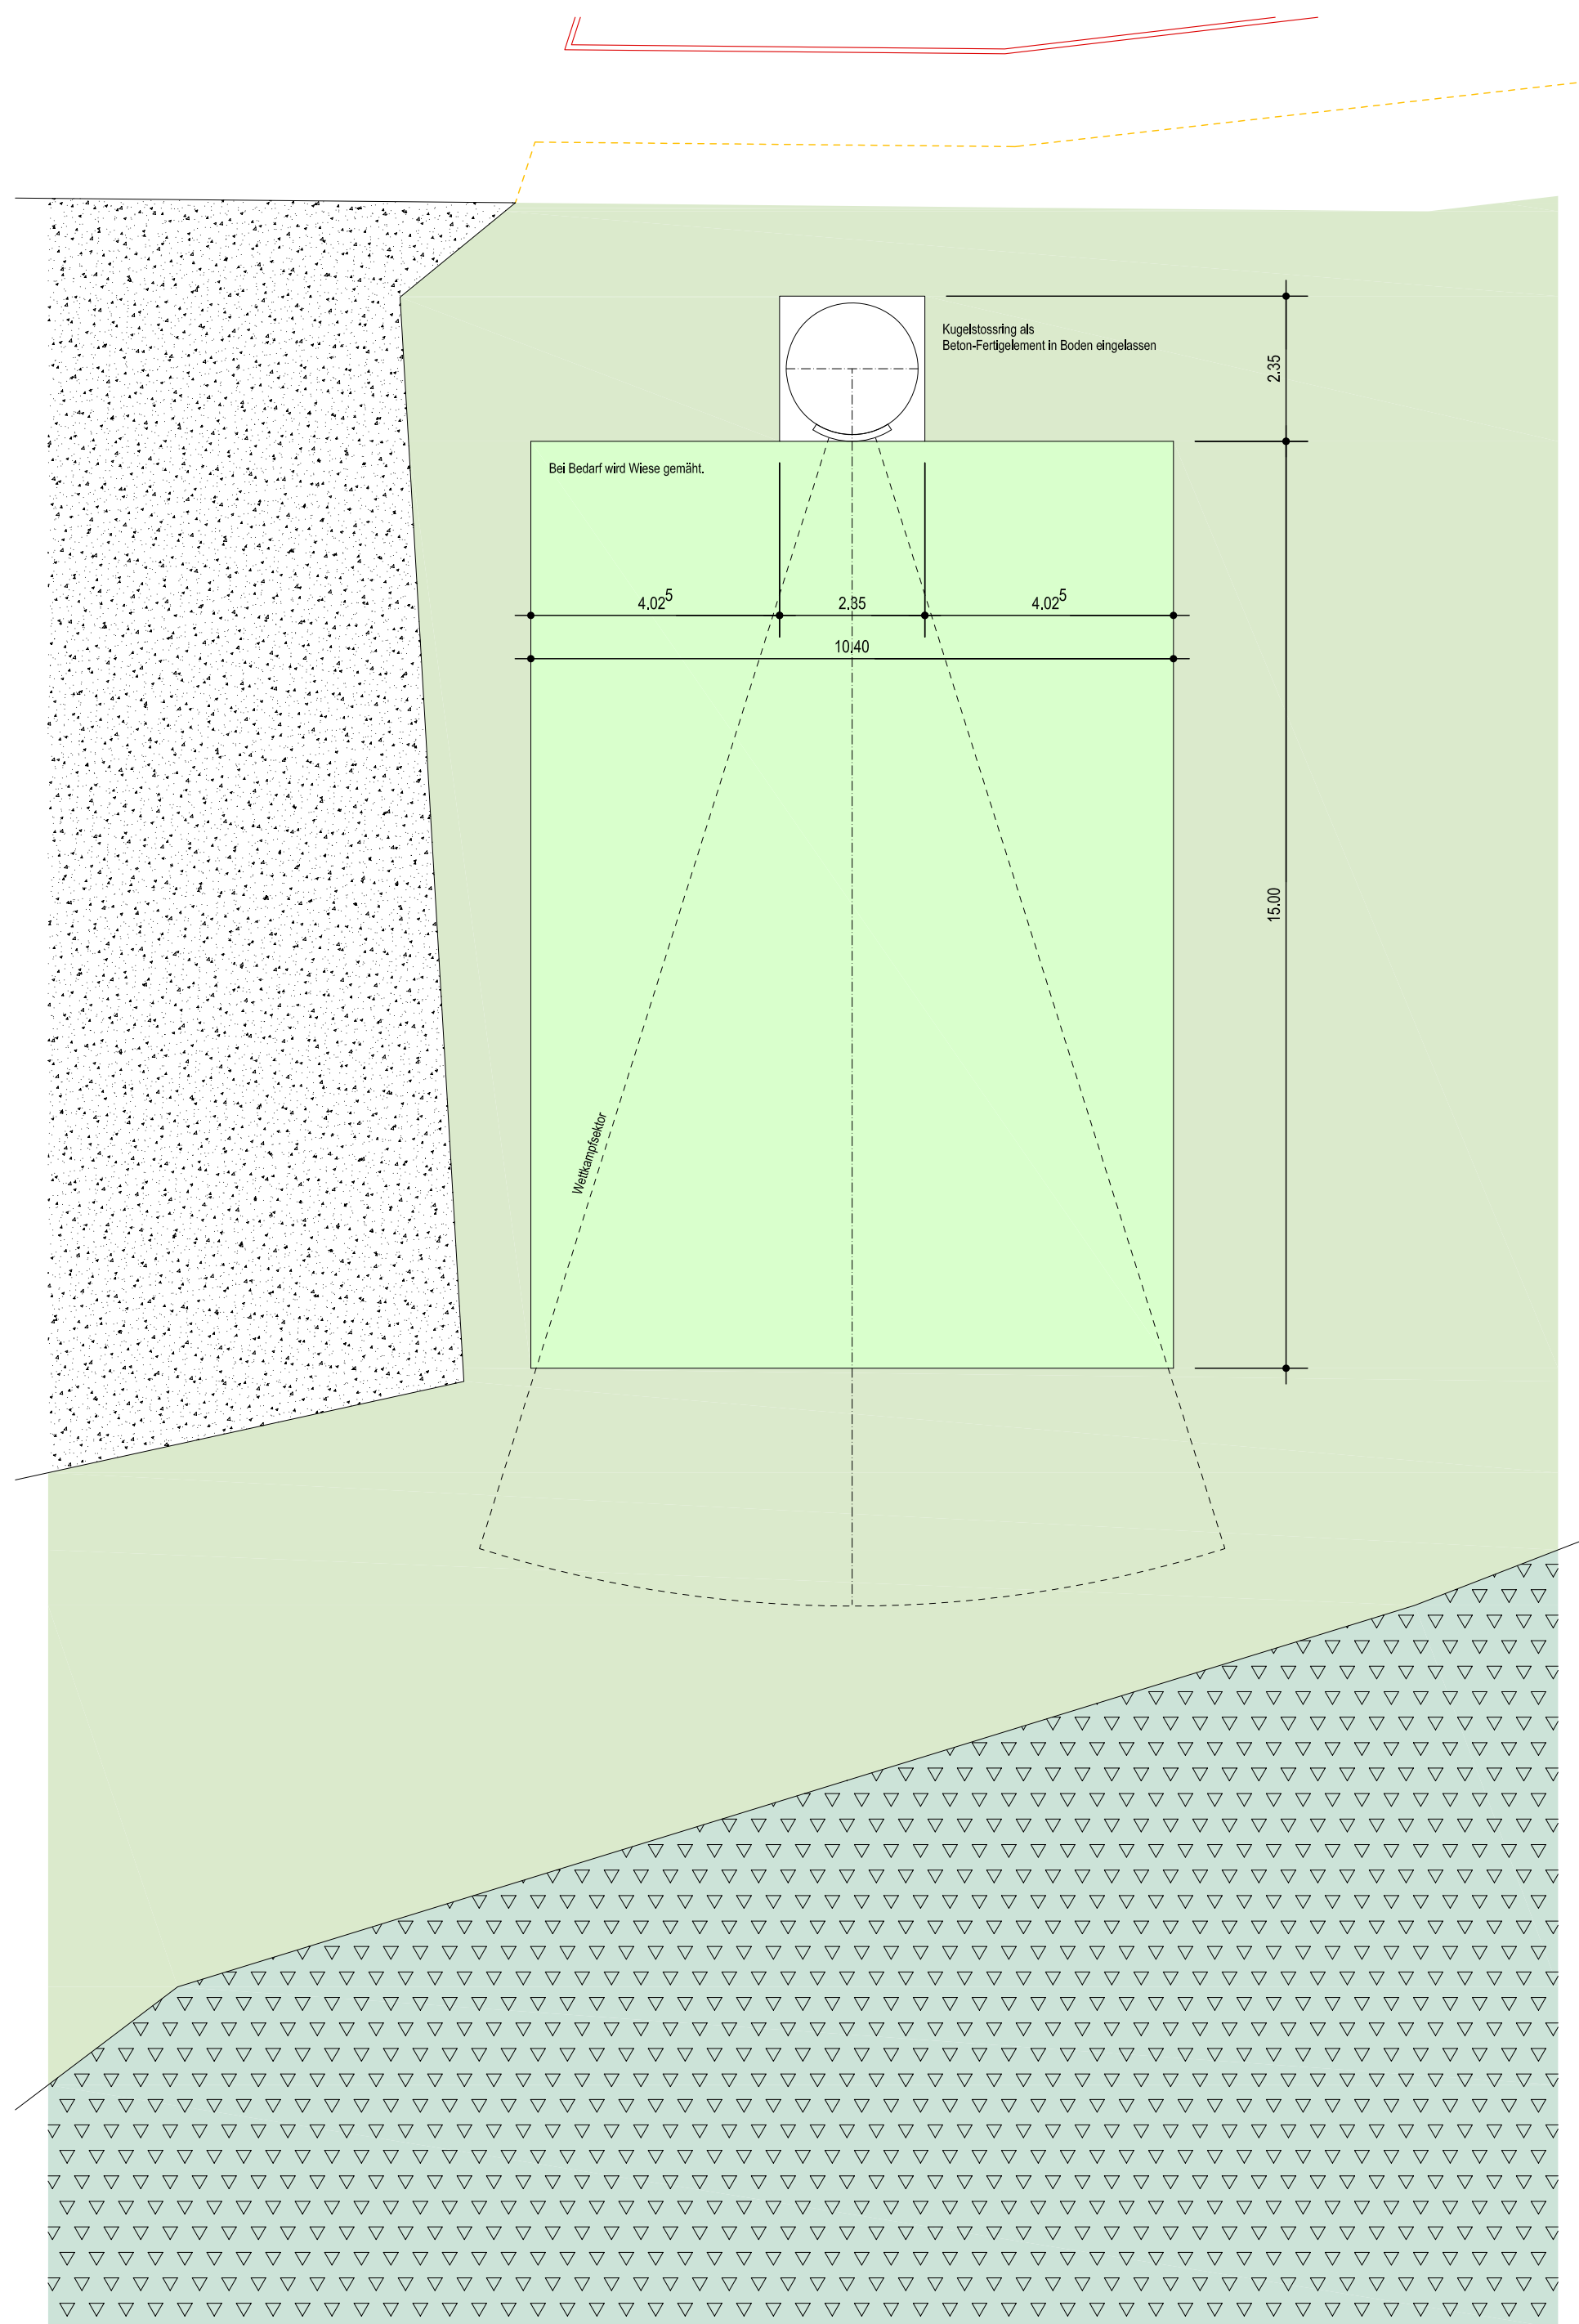 Kugelstossring als
Beton-Fertigelement in Boden eingelassen
2.35
Bei Bedarf wird Wiese gemäht.
4.02⁵
2.35
4.02⁵
10.40
15.00
Wettkampfsektor